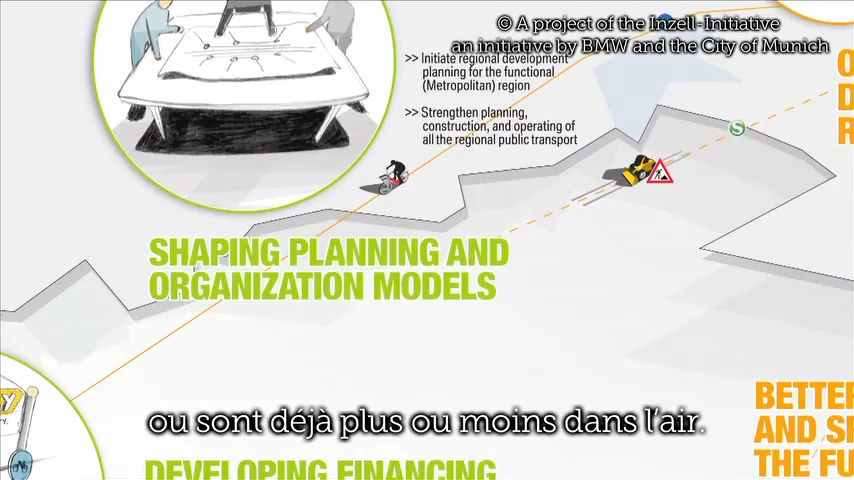 © A project of the Inzell-Initiative
an initiative by BMW and the City of Munich
>> Initiate regional development
planning for the functional
(Metropolitan) region
>> Strengthen planning,
construction, and operating of
all the regional public transport
S
SHAPING PLANNING AND
ORGANIZATION MODELS
ou sont déjà plus ou moins dans l'air.
DEVELOPING FINANCING
BETTER
AND
THE